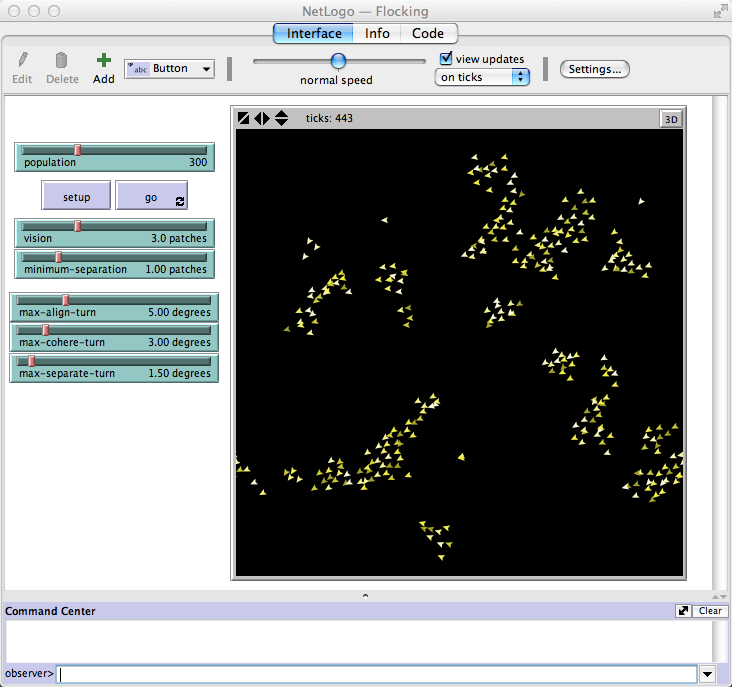 NetLogo — Flocking
Interface Info Code
Edit Delete Add abc Button normal speed view updates on ticks Settings...
ticks: 443 3D
population 300
setup go
vision 3.0 patches
minimum-separation 1.00 patches
max-align-turn 5.00 degrees
max-cohere-turn 3.00 degrees
max-separate-turn 1.50 degrees
Command Center Clear
observer>